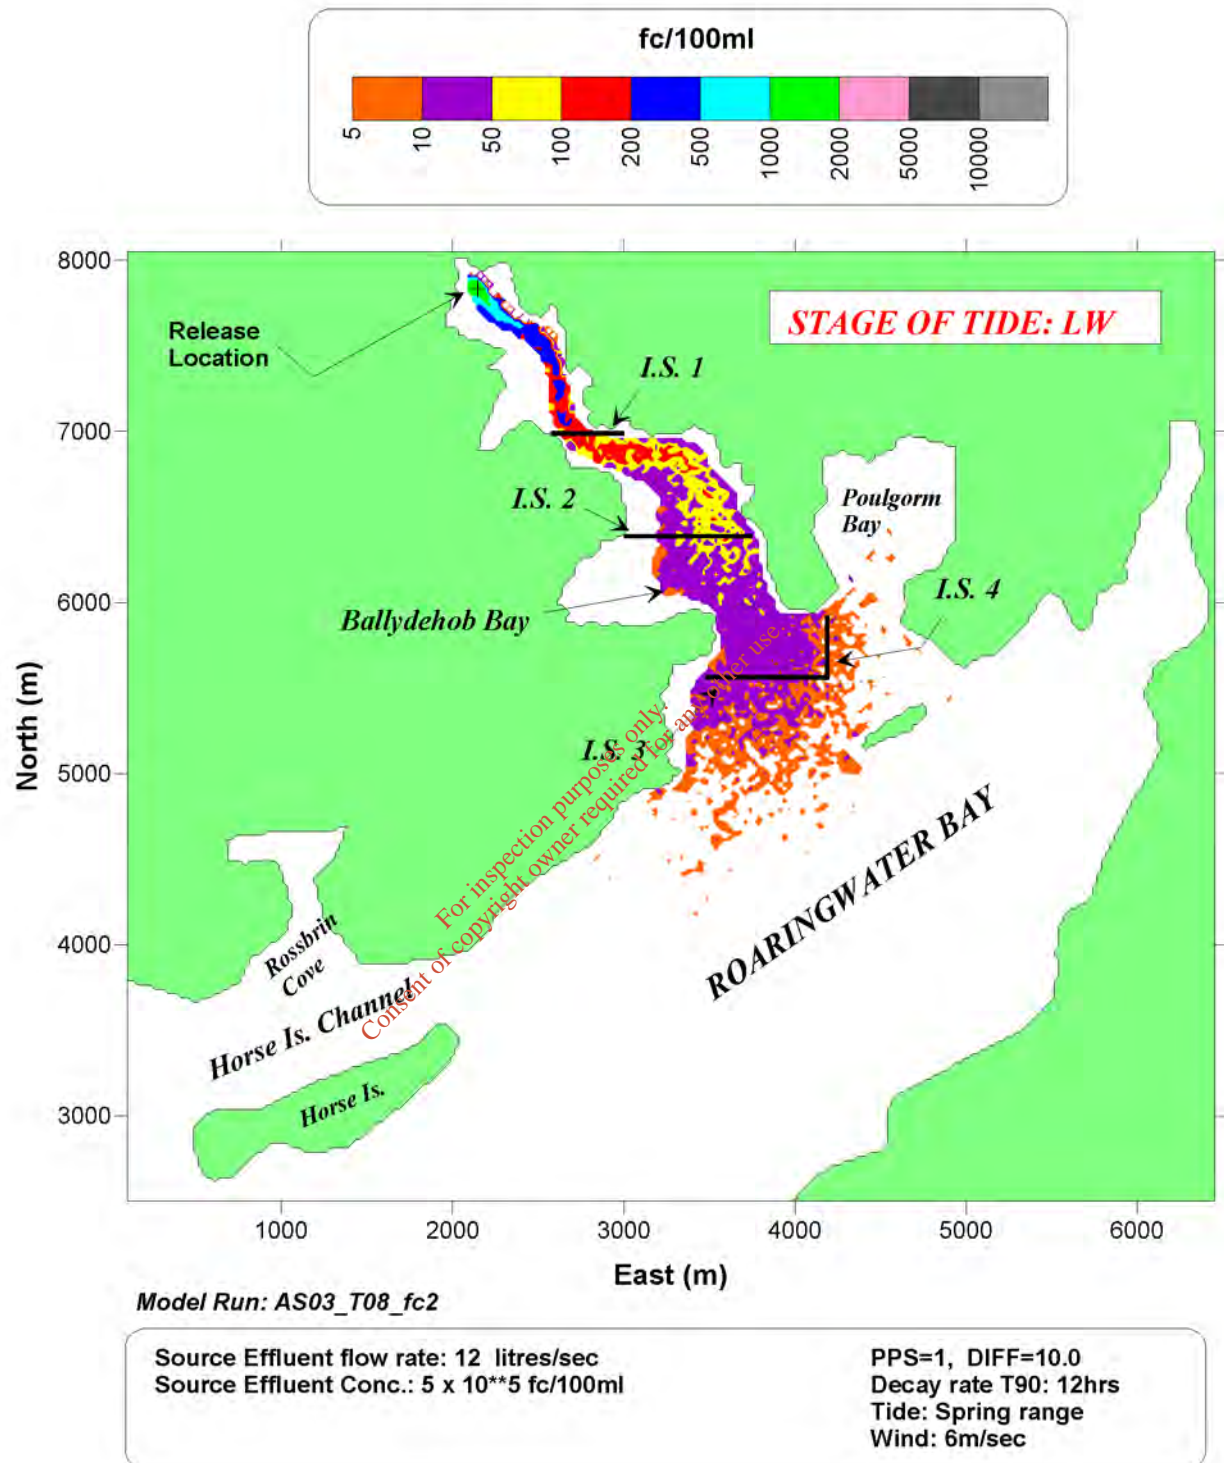 fc/100ml
5
10
50
100
200
500
1000
2000
5000
10000
8000
7000
6000
5000
4000
3000
North (m)
STAGE OF TIDE: LW
Release
Location
I.S. 1
I.S. 2
Poulgorm
Bay
I.S. 4
Ballydehob Bay
I.S. 3
For inspection purposes only.
Consent of copyright owner required for any other use.
ROARINGWATER BAY
Rossbrin
Cove
Horse Is. Channel
Horse Is.
1000
2000
3000
4000
5000
6000
East (m)
Model Run: AS03_T08_fc2
Source Effluent flow rate: 12 litres/sec
Source Effluent Conc.: 5 x 10**5 fc/100ml
PPS=1, DIFF=10.0
Decay rate T90: 12hrs
Tide: Spring range
Wind: 6m/sec